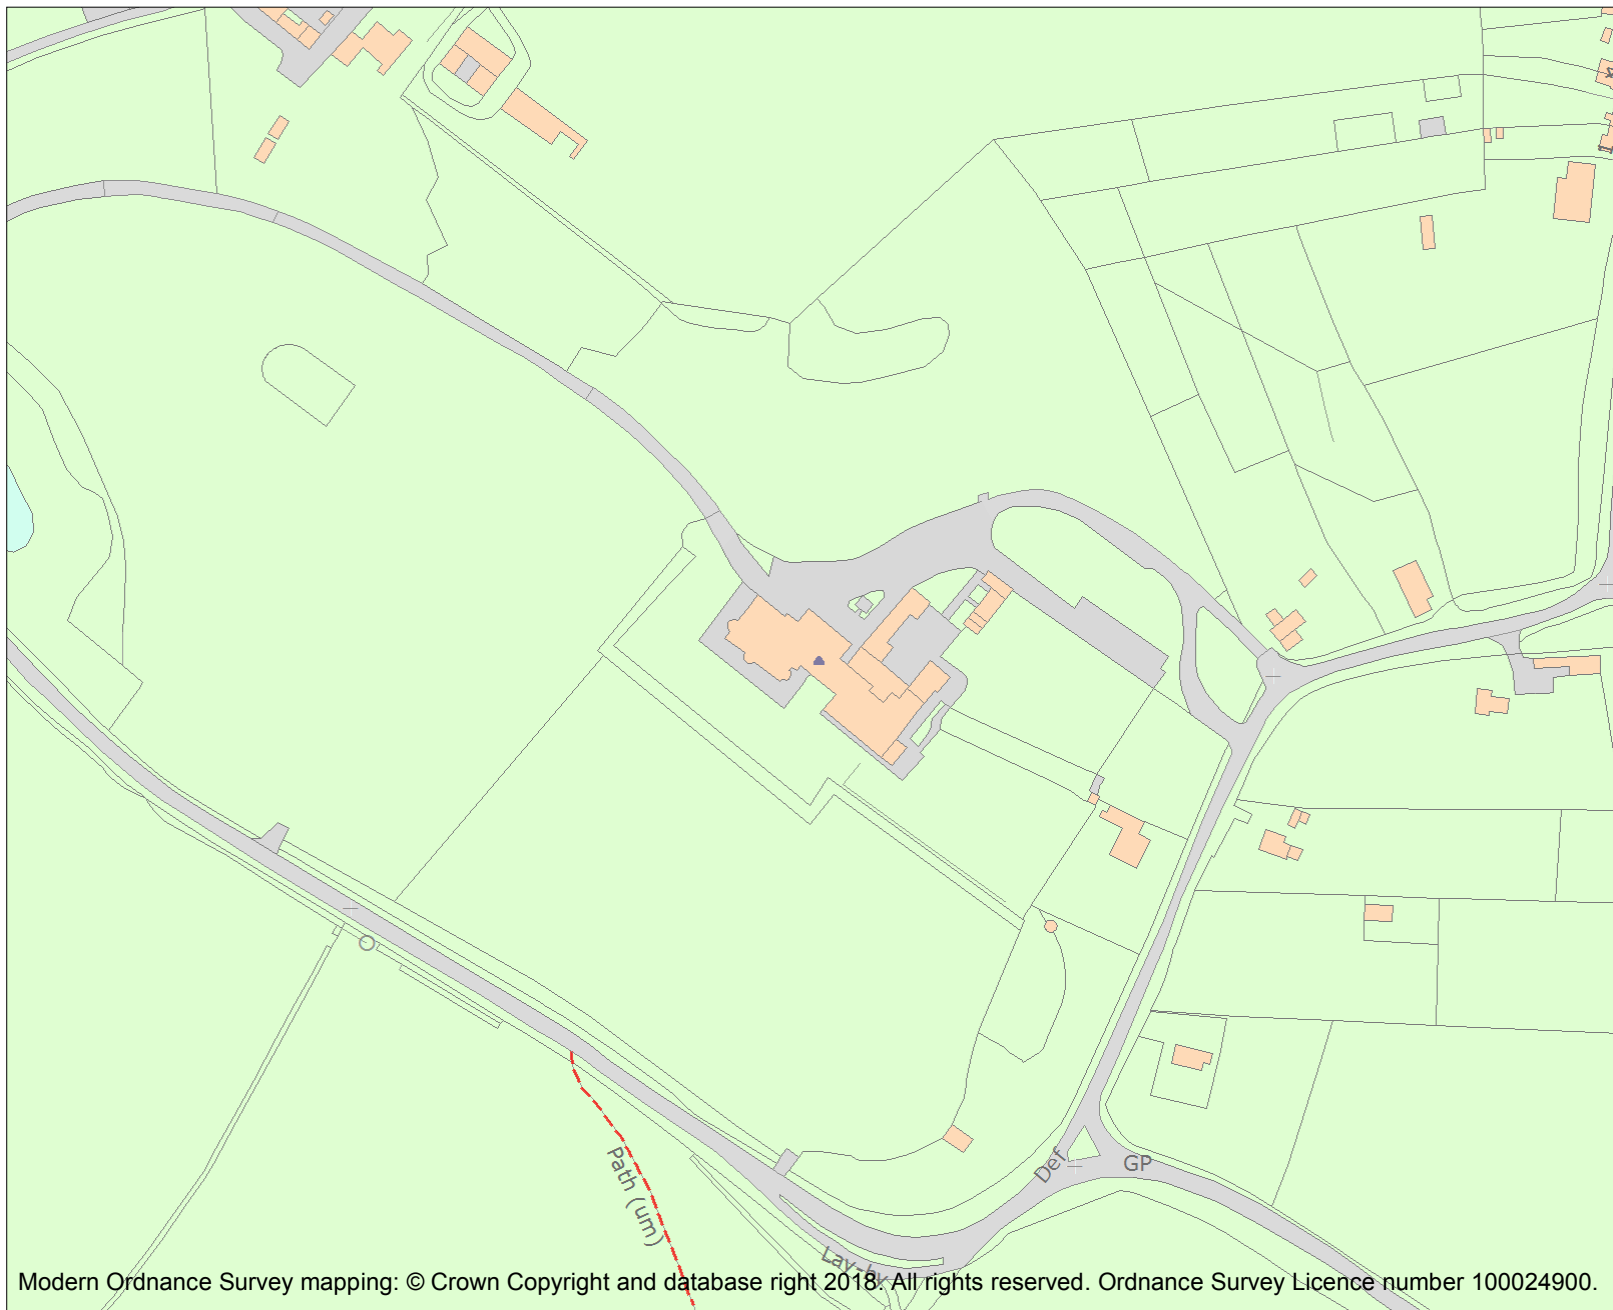 O
Path (um)
Def
GP
Lay-by
Modern Ordnance Survey mapping: © Crown Copyright and database right 2018. All rights reserved. Ordnance Survey Licence number 100024900.